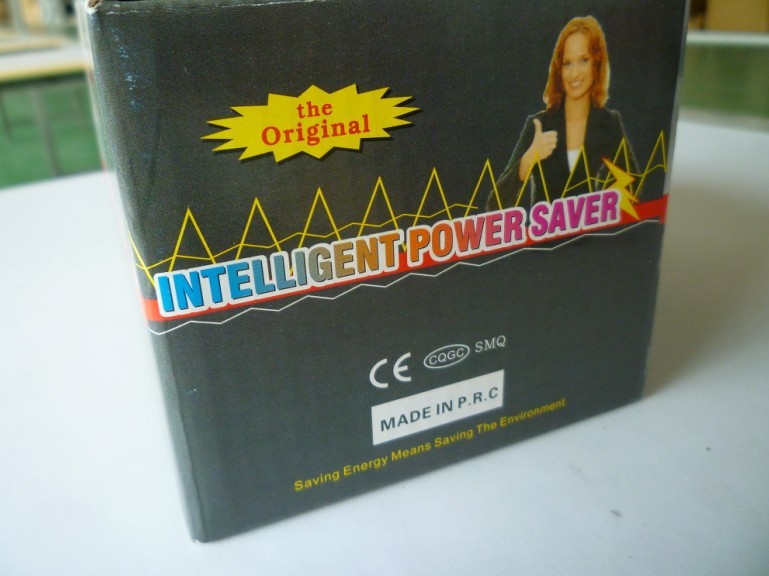 the
Original
INTELLIGENT POWER SAVER
CE CQGC SMQ
MADE IN P.R.C
Saving Energy Means Saving The Environment